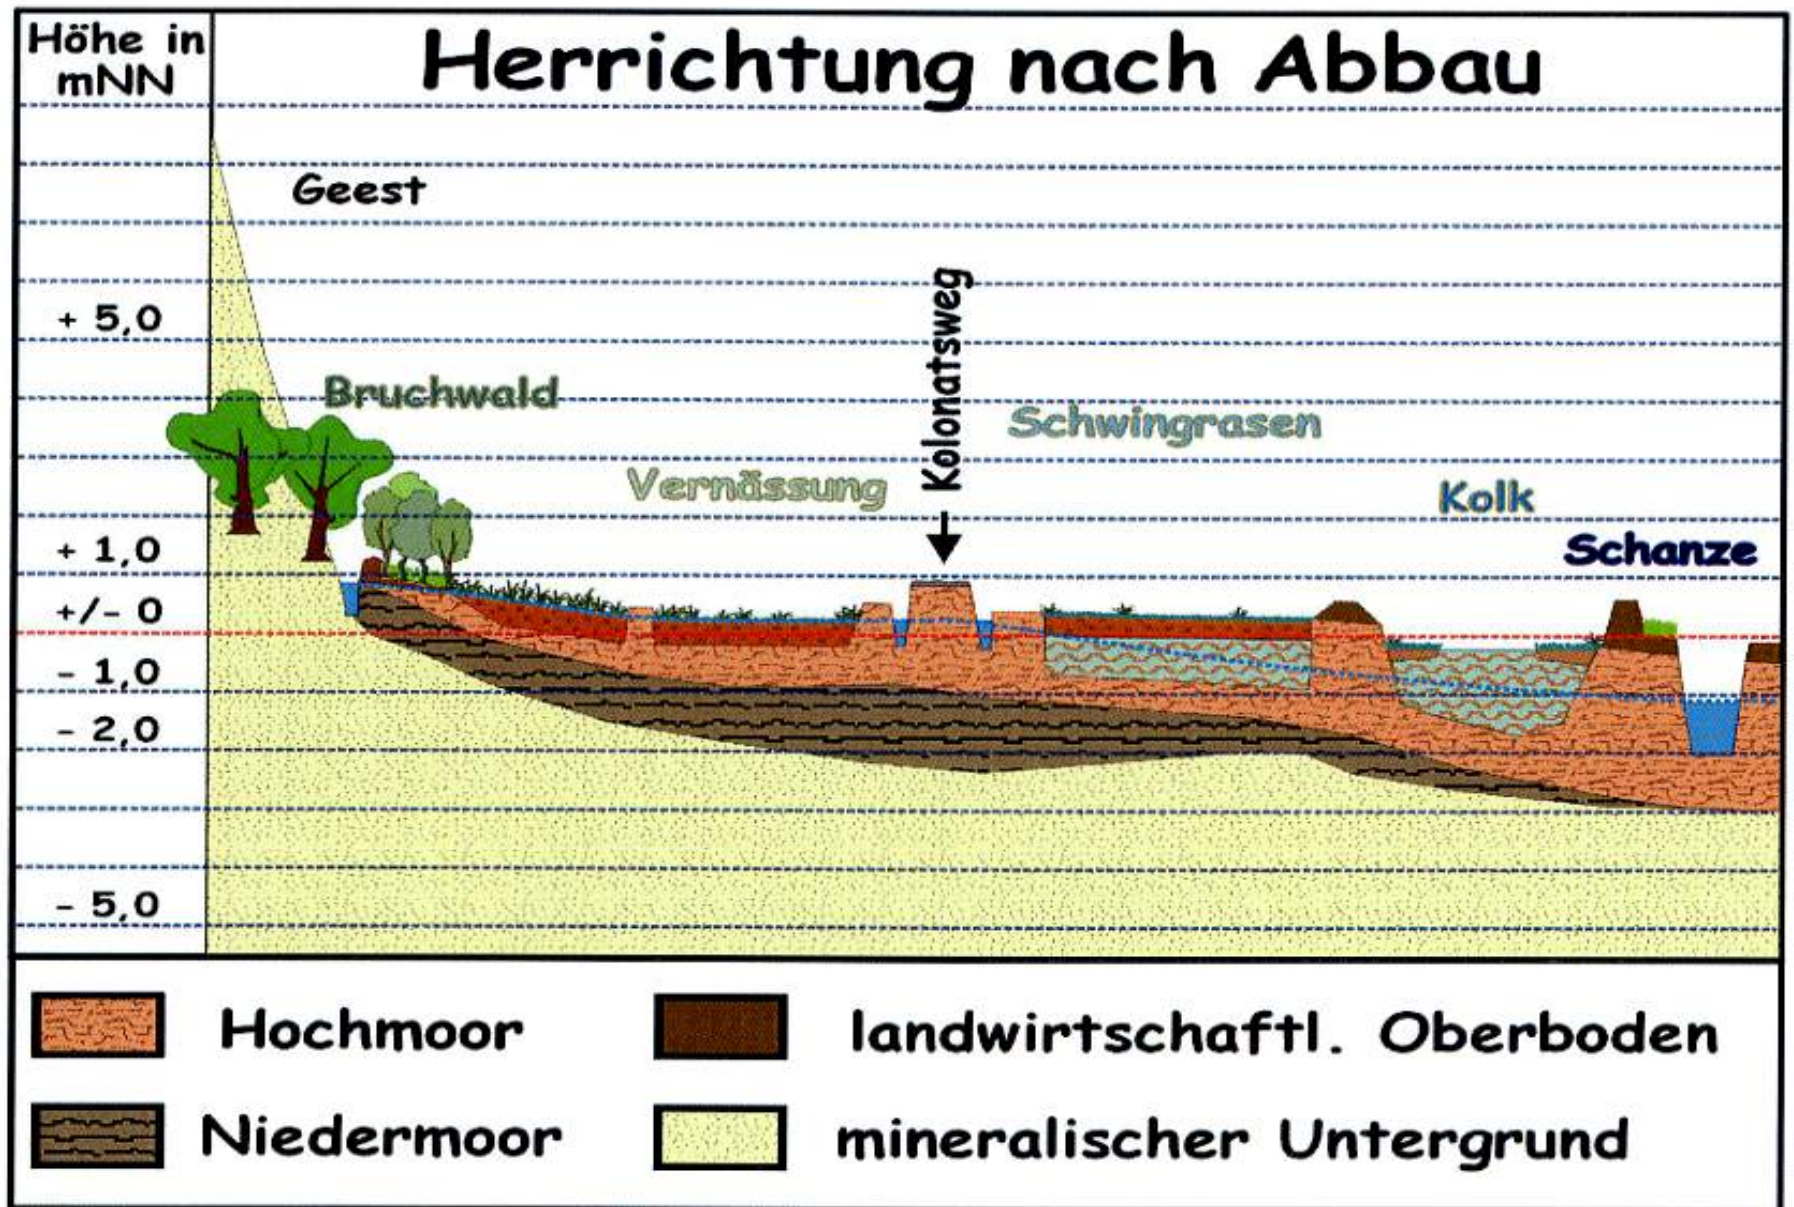 Höhe in
mNN
Herrichtung nach Abbau
Geest
+ 5,0
Kolonatsweg
Bruchwald
Schwingrasen
Vernässung
Kolk
+ 1,0
Schanze
+/- 0
- 1,0
- 2,0
- 5,0
Hochmoor
landwirtschaftl. Oberboden
Niedermoor
mineralischer Untergrund